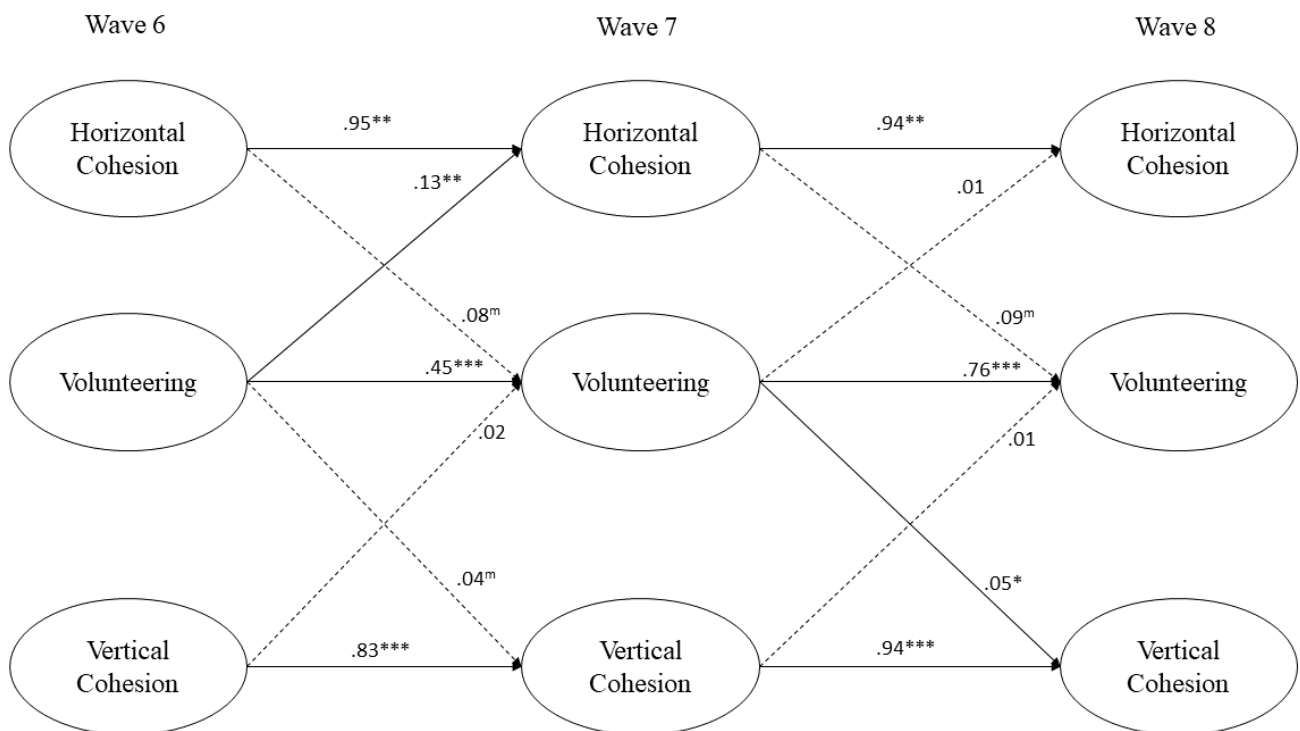 Wave 6
Wave 7
Wave 8
Horizontal
Cohesion
.95**
Horizontal
Cohesion
.94**
Horizontal
Cohesion
.13**
.01
.08ᵐ
.09ᵐ
Volunteering
.45***
Volunteering
.76***
Volunteering
.02
.01
.04ᵐ
.05*
Vertical
Cohesion
.83***
Vertical
Cohesion
.94***
Vertical
Cohesion